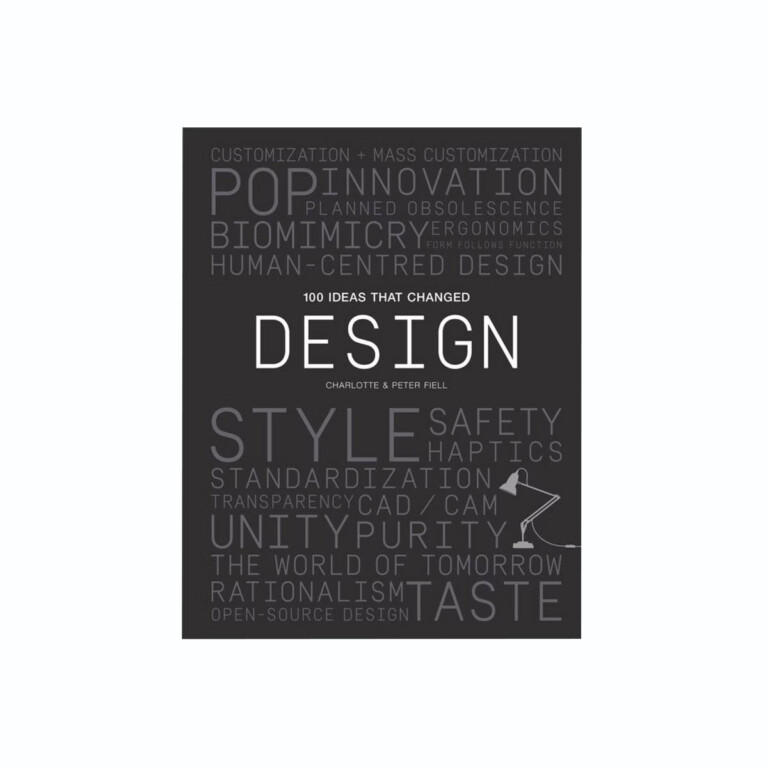 CUSTOMIZATION + MASS CUSTOMIZATION
POP INNOVATION
PLANNED OBSOLESCENCE
BIOMIMICRY ERGONOMICS
FORM FOLLOWS FUNCTION
HUMAN-CENTRED DESIGN
100 IDEAS THAT CHANGED
DESIGN
CHARLOTTE & PETER FIELL
STYLE SAFETY
HAPTICS
STANDARDIZATION
TRANSPARENCY CAD / CAM
UNITY PURITY
THE WORLD OF TOMORROW
RATIONALISM TASTE
OPEN-SOURCE DESIGN